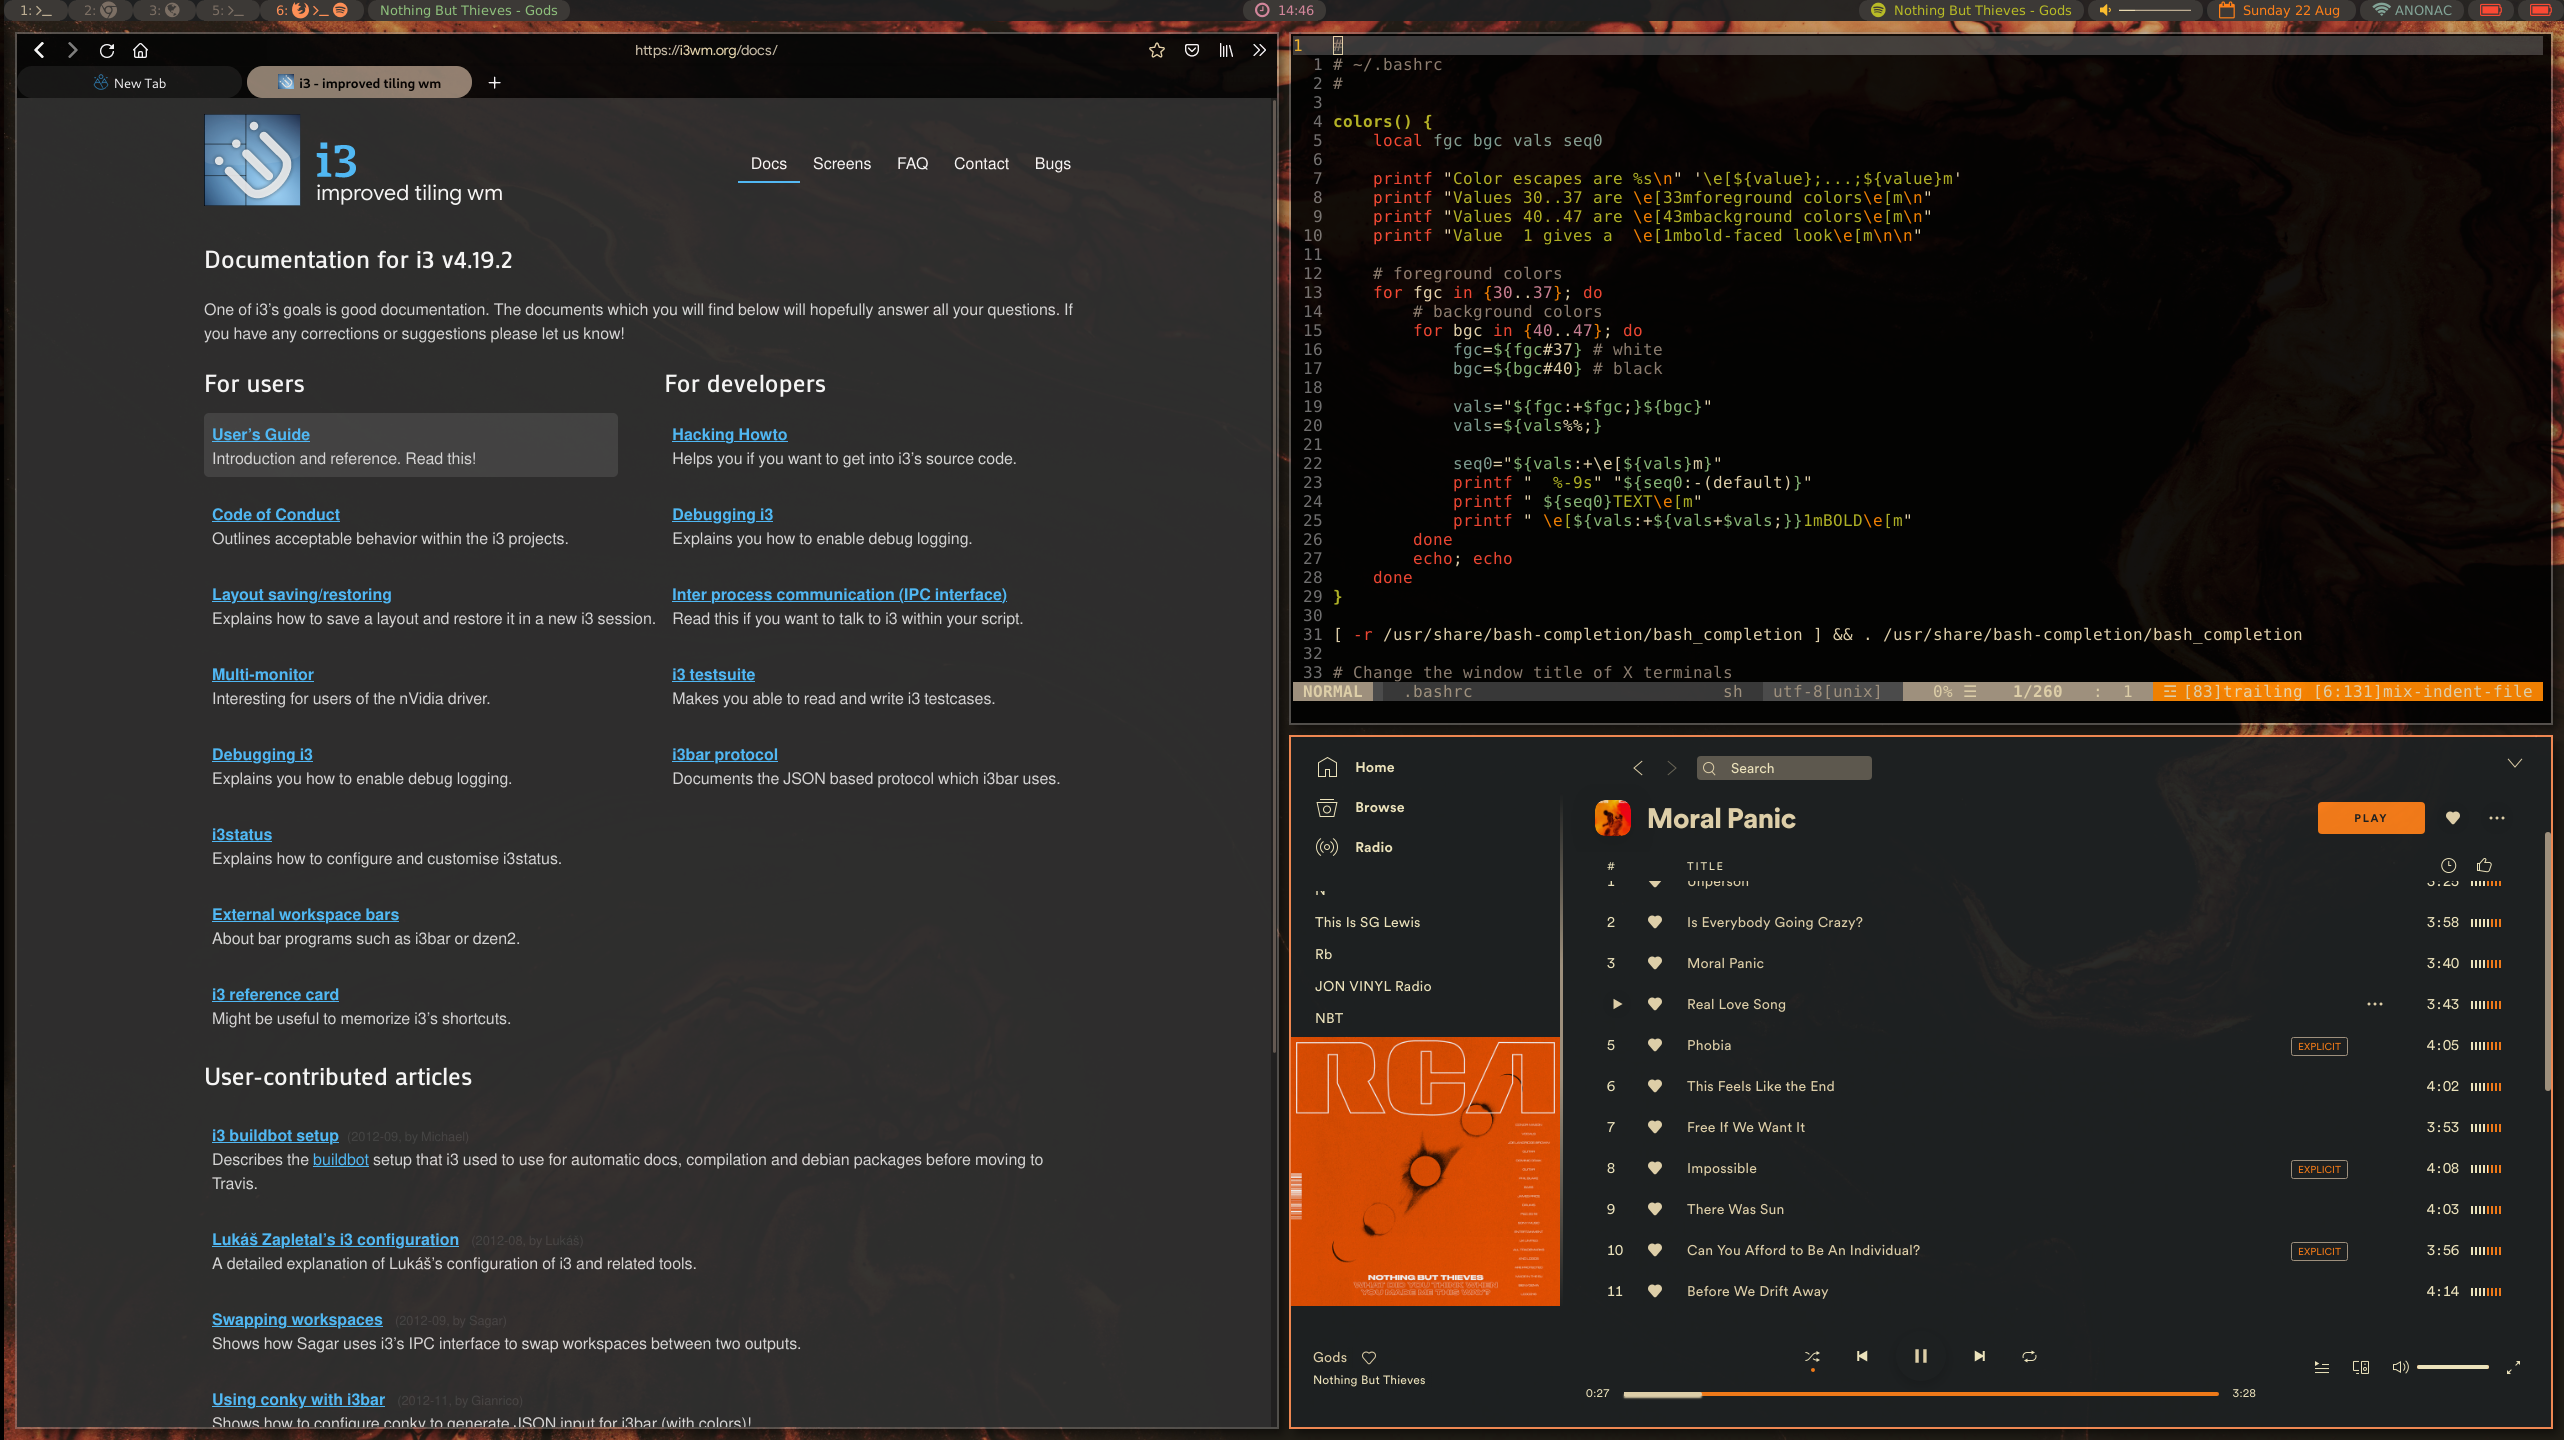 1: 2: 3: 5: 6: Nothing But Thieves - Gods 14:46 Nothing But Thieves - Gods Sunday 22 Aug ANONAC
https://i3wm.org/docs/
New Tab i3 - improved tiling wm
i3
improved tiling wm
Docs Screens FAQ Contact Bugs
Documentation for i3 v4.19.2
One of i3’s goals is good documentation. The documents which you will find below will hopefully answer all your questions. If
you have any corrections or suggestions please let us know!
For users
User’s Guide
Introduction and reference. Read this!
Code of Conduct
Outlines acceptable behavior within the i3 projects.
Layout saving/restoring
Explains how to save a layout and restore it in a new i3 session.
Multi-monitor
Interesting for users of the nVidia driver.
Debugging i3
Explains you how to enable debug logging.
i3status
Explains how to configure and customise i3status.
External workspace bars
About bar programs such as i3bar or dzen2.
i3 reference card
Might be useful to memorize i3’s shortcuts.
For developers
Hacking Howto
Helps you if you want to get into i3’s source code.
Debugging i3
Explains you how to enable debug logging.
Inter process communication (IPC interface)
Read this if you want to talk to i3 within your script.
i3 testsuite
Makes you able to read and write i3 testcases.
i3bar protocol
Documents the JSON based protocol which i3bar uses.
User-contributed articles
i3 buildbot setup (2012-09, by Michael)
Describes the buildbot setup that i3 used to use for automatic docs, compilation and debian packages before moving to
Travis.
Lukáš Zapletal’s i3 configuration (2012-08, by Lukáš)
A detailed explanation of Lukáš’s configuration of i3 and related tools.
Swapping workspaces (2012-09, by Sagar)
Shows how Sagar uses i3’s IPC interface to swap workspaces between two outputs.
Using conky with i3bar (2012-11, by Gianrico)
Shows how to configure conky to generate JSON input for i3bar (with colors)!
1 #
1 # ~/.bashrc
2 #
3
4 colors() {
5 local fgc bgc vals seq0
6
7 printf "Color escapes are %s\n" '\e[${value};...;${value}m'
8 printf "Values 30..37 are \e[33mforeground colors\e[m\n"
9 printf "Values 40..47 are \e[43mbackground colors\e[m\n"
10 printf "Value  1 gives a  \e[1mbold-faced look\e[m\n\n"
11
12 # foreground colors
13 for fgc in {30..37}; do
14 # background colors
15 for bgc in {40..47}; do
16 fgc=${fgc#37} # white
17 bgc=${bgc#40} # black
18
19 vals="${fgc:+$fgc;}${bgc}"
20 vals=${vals%%;}
21
22 seq0="${vals:+\e[${vals}m}"
23 printf "  %-9s" "${seq0:-(default)}"
24 printf " ${seq0}TEXT\e[m"
25 printf " \e[${vals:+${vals+$vals;}}1mBOLD\e[m"
26 done
27 echo; echo
28 done
29 }
30
31 [ -r /usr/share/bash-completion/bash_completion ] && . /usr/share/bash-completion/bash_completion
32
33 # Change the window title of X terminals
NORMAL .bashrc sh utf-8[unix] 0% ☰ 1/260 : 1 ☲ [83]trailing [6:131]mix-indent-file
Home
Browse
Radio
This Is SG Lewis
Rb
JON VINYL Radio
NBT
RCA
NOTHING BUT THIEVES
WHAT DID YOU THINK WHEN
YOU MADE ME THIS WAY?
Search
Moral Panic PLAY
# TITLE
1 Unperson 3:25
2 Is Everybody Going Crazy? 3:58
3 Moral Panic 3:40
Real Love Song 3:43
5 Phobia EXPLICIT 4:05
6 This Feels Like the End 4:02
7 Free If We Want It 3:53
8 Impossible EXPLICIT 4:08
9 There Was Sun 4:03
10 Can You Afford to Be An Individual? EXPLICIT 3:56
11 Before We Drift Away 4:14
Gods
Nothing But Thieves
0:27 3:28